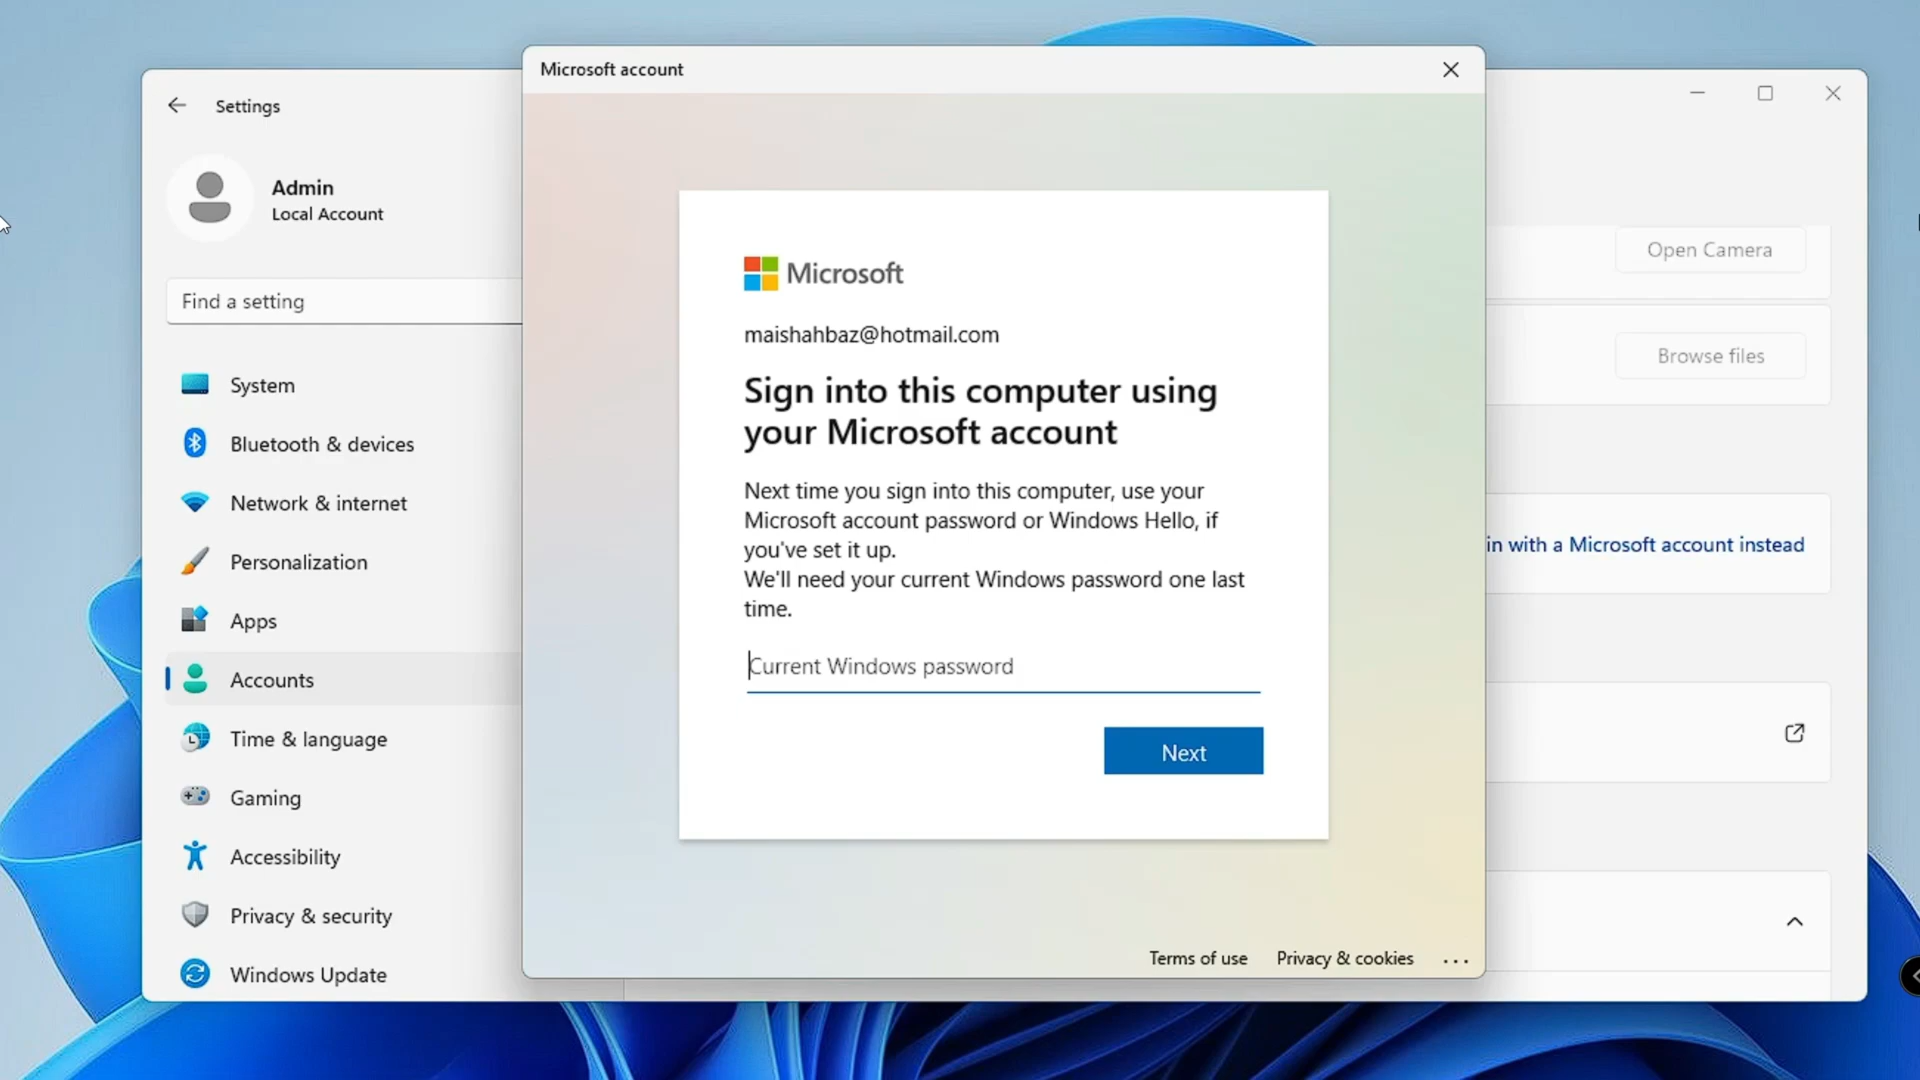 Microsoft account
Settings
Admin
Local Account
Find a setting
System
Bluetooth & devices
Network & internet
Personalization
Apps
Accounts
Time & language
Gaming
Accessibility
Privacy & security
Windows Update
Microsoft
maishahbaz@hotmail.com
Sign into this computer using
your Microsoft account
Next time you sign into this computer, use your
Microsoft account password or Windows Hello, if
you've set it up.
We'll need your current Windows password one last
time.
Current Windows password
Next
Terms of use
Privacy & cookies
...
Open Camera
Browse files
in with a Microsoft account instead